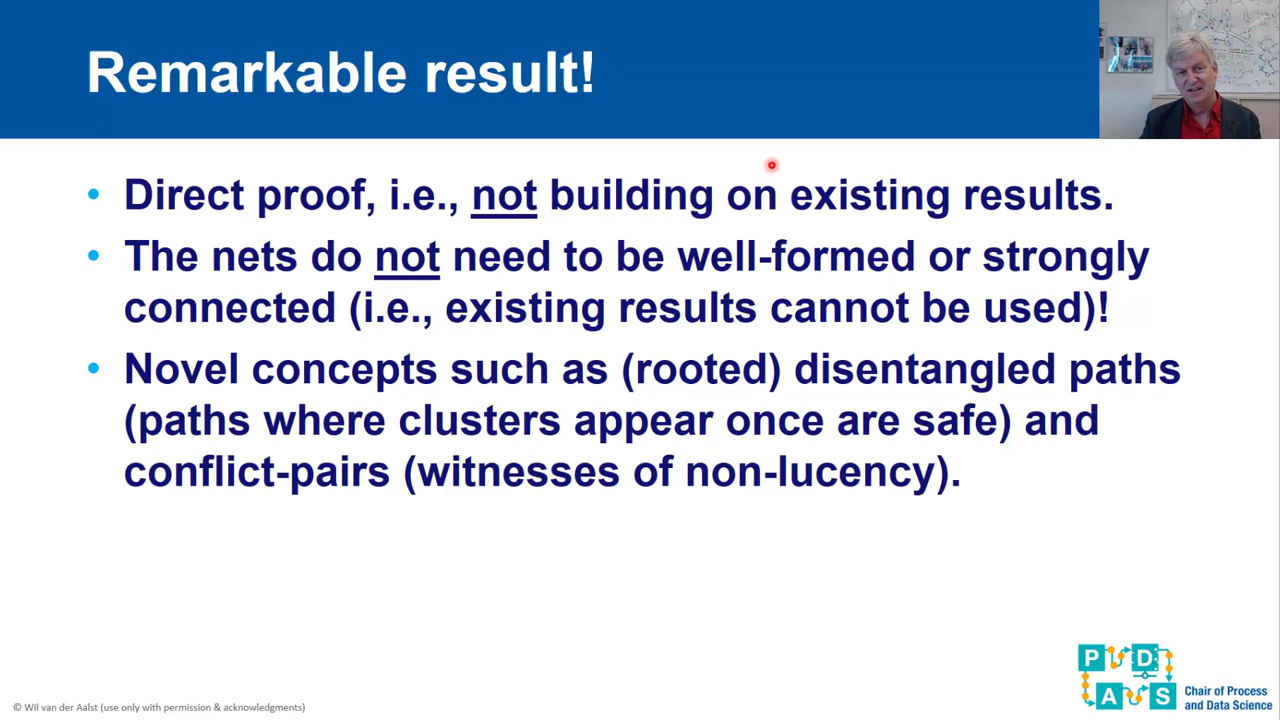 Remarkable result!
• Direct proof, i.e., not building on existing results.
• The nets do not need to be well-formed or strongly
connected (i.e., existing results cannot be used)!
• Novel concepts such as (rooted) disentangled paths
(paths where clusters appear once are safe) and
conflict-pairs (witnesses of non-lucency).
P D
A S
Chair of Process
and Data Science
© Wil van der Aalst (use only with permission & acknowledgments)